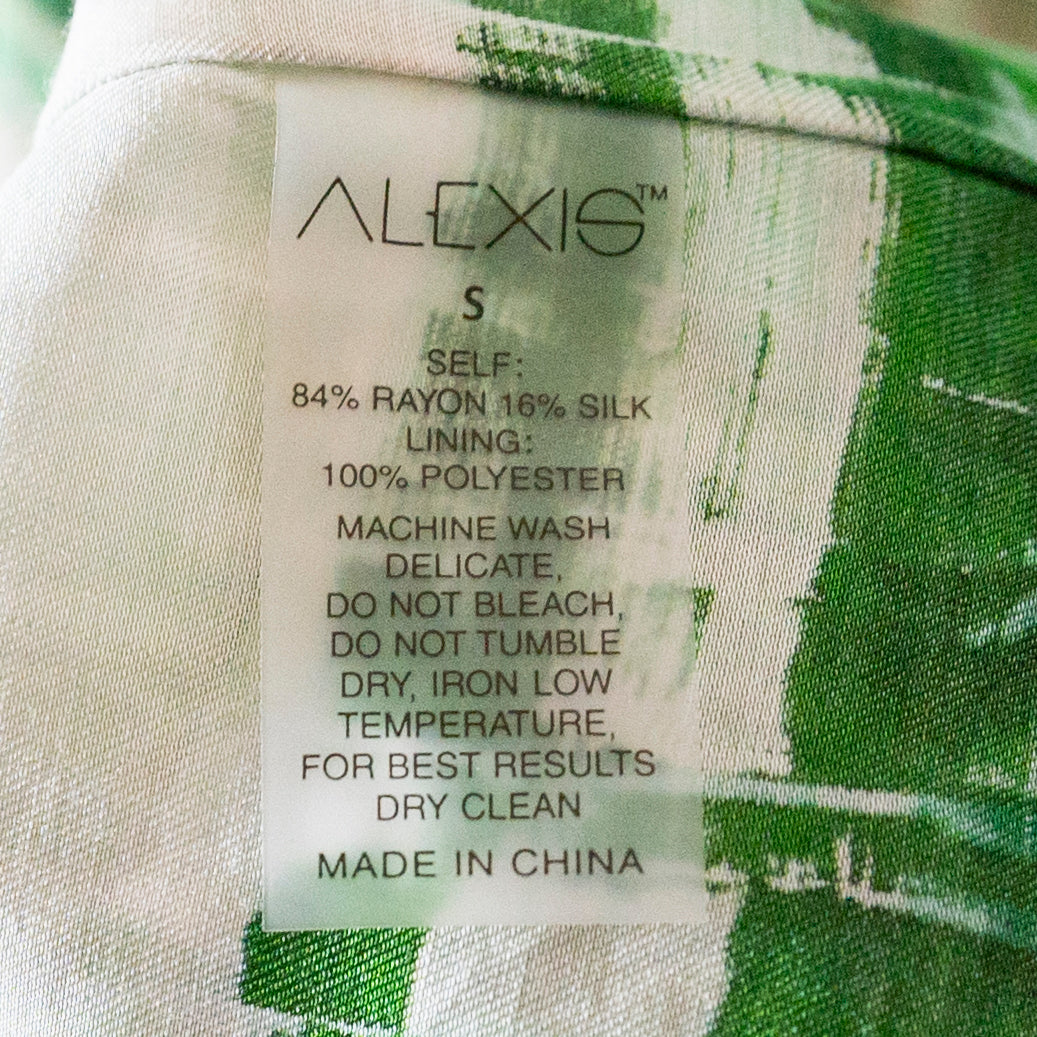 ALEXIS™
S
SELF:
84% RAYON 16% SILK
LINING:
100% POLYESTER
MACHINE WASH
DELICATE,
DO NOT BLEACH,
DO NOT TUMBLE
DRY, IRON LOW
TEMPERATURE,
FOR BEST RESULTS
DRY CLEAN
MADE IN CHINA